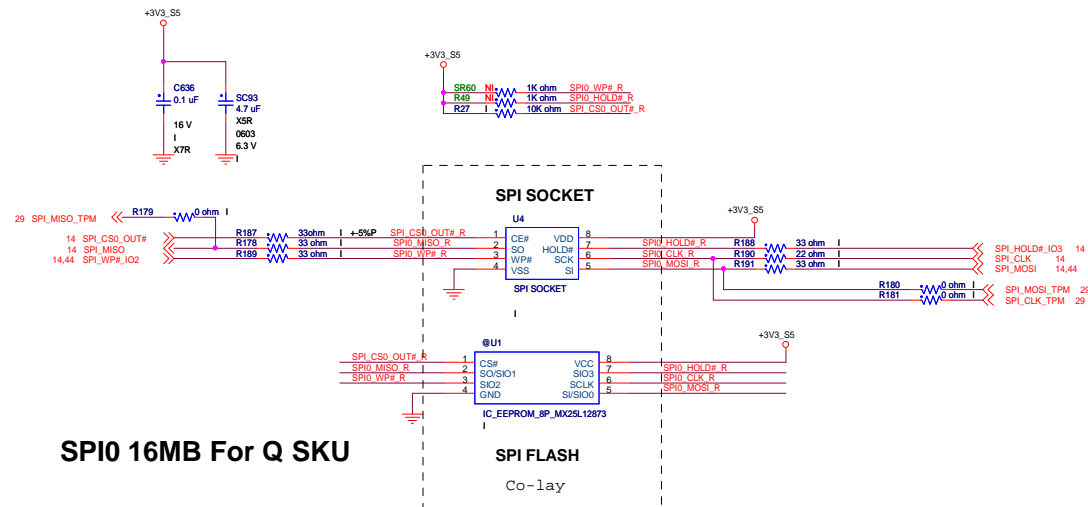 +3V3_S5
C636
0.1 uF
16 V
I
X7R
SC93
4.7 uF
X5R
0603
6.3 V
I
+3V3_S5
SR60 NI 1K ohm SPI0_WP#_R
R49 NI 1K ohm SPI0_HOLD#_R
R27 I 10K ohm SPI_CS0_OUT#_R
SPI SOCKET
U4
29 SPI_MISO_TPM R179 0 ohm I
14 SPI_CS0_OUT# R187 33ohm I +-5%P SPI_CS0_OUT#_R 1 CE#
14 SPI_MISO R178 33 ohm I SPI0_MISO_R 2 SO
14,44 SPI_WP#_IO2 R189 33 ohm I SPI0_WP#_R 3 WP#
4 VSS
+3V3_S5
VDD 8
HOLD# 7 SPI0_HOLD#_R R188 33 ohm I SPI_HOLD#_IO3 14
SCK 6 SPI0_CLK_R R190 22 ohm I SPI_CLK 14
SI 5 SPI0_MOSI_R R191 33 ohm I SPI_MOSI 14,44
SPI SOCKET
I
R180 0 ohm I SPI_MOSI_TPM 29
R181 0 ohm I SPI_CLK_TPM 29
@U1
+3V3_S5
SPI_CS0_OUT#_R 1 CS# VCC 8
SPI0_MISO_R 2 SO/SIO1 SIO3 7 SPI0_HOLD#_R
SPI0_WP#_R 3 SIO2 SCLK 6 SPI0_CLK_R
4 GND SI/SIO0 5 SPI0_MOSI_R
IC_EEPROM_8P_MX25L12873
I
SPI0 16MB For Q SKU
SPI FLASH
Co-lay